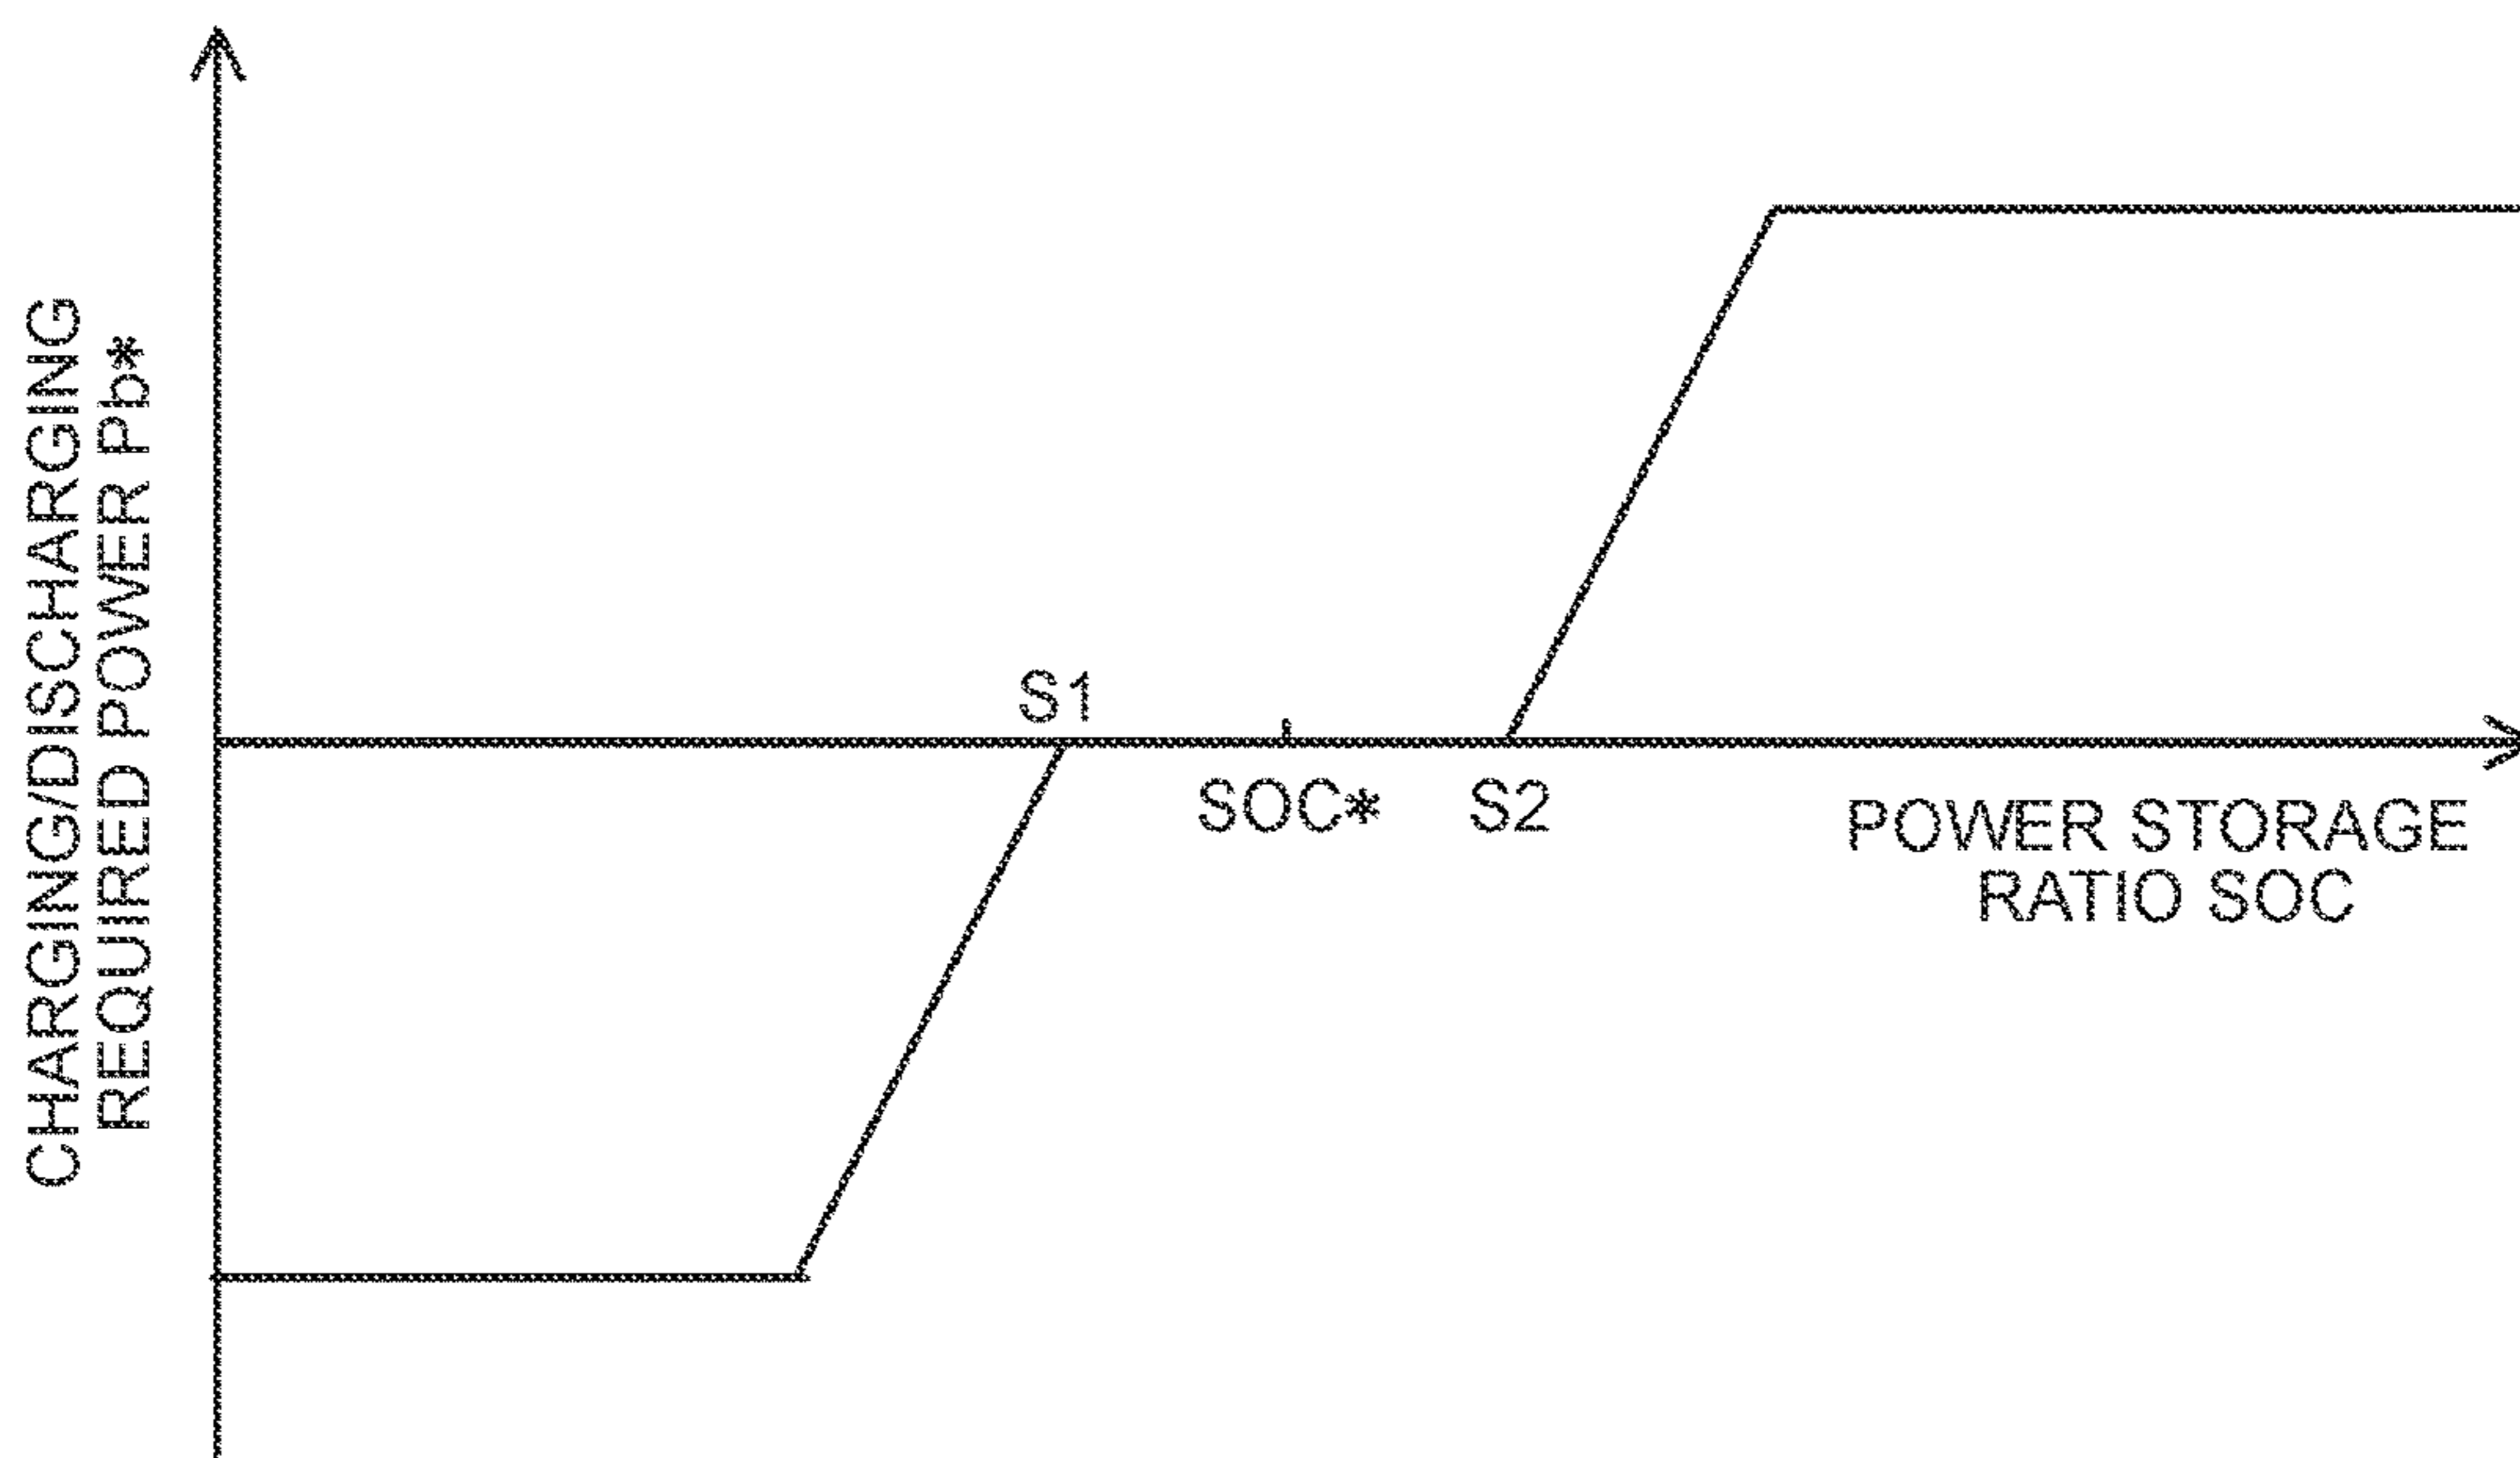 CHARGING/DISCHARGING
REQUIRED POWER Pb*
S1
SOC*
S2
POWER STORAGE
RATIO SOC